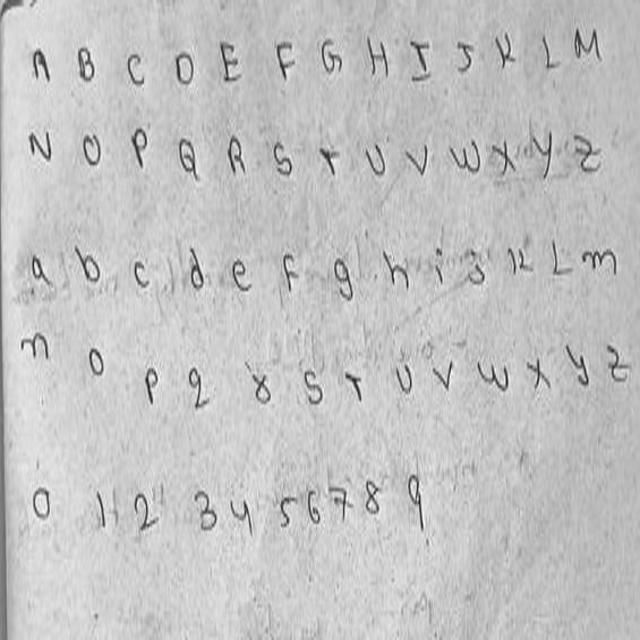 A B C D E F G H I J K L M
N O P Q R S T U V W X Y Z
a b c d e f g h i j k L m
n o p q r s t u v w x y z
0 1 2 3 4 5 6 7 8 9